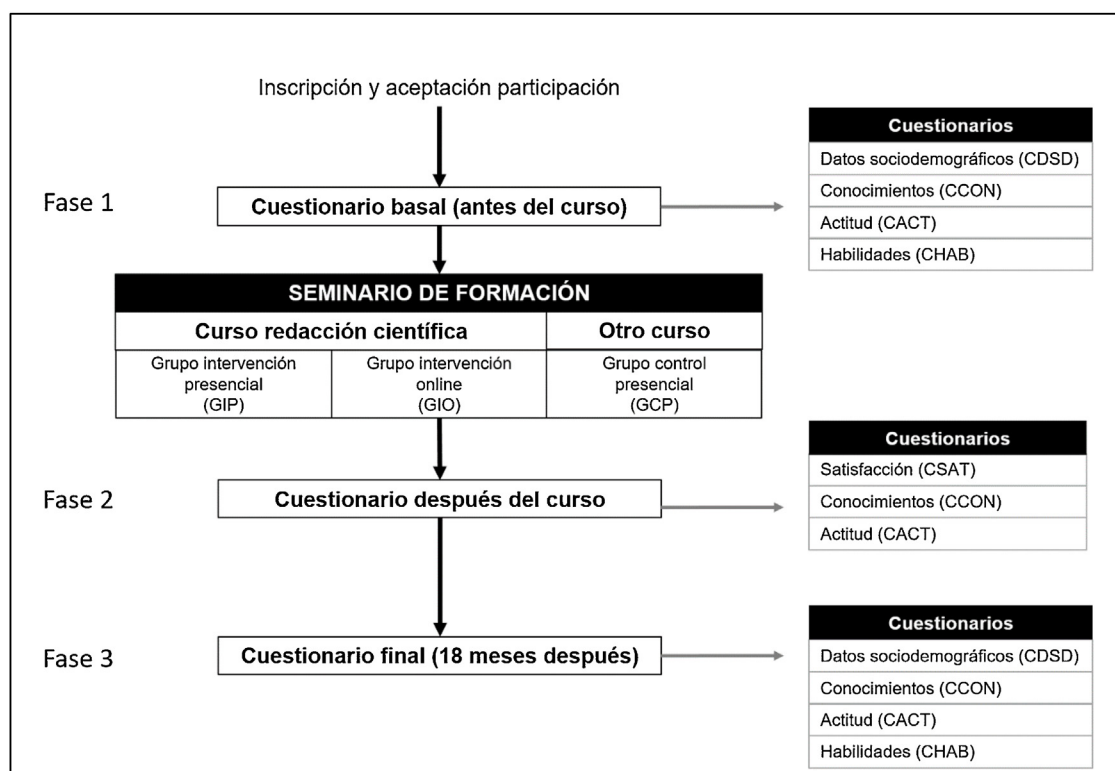 Inscripción y aceptación participación
Fase 1
Cuestionario basal (antes del curso)
Cuestionarios
Datos sociodemográficos (CDSD)
Conocimientos (CCON)
Actitud (CACT)
Habilidades (CHAB)
SEMINARIO DE FORMACIÓN
Curso redacción científica
Otro curso
Grupo intervención
presencial
(GIP)
Grupo intervención
online
(GIO)
Grupo control
presencial
(GCP)
Fase 2
Cuestionario después del curso
Cuestionarios
Satisfacción (CSAT)
Conocimientos (CCON)
Actitud (CACT)
Fase 3
Cuestionario final (18 meses después)
Cuestionarios
Datos sociodemográficos (CDSD)
Conocimientos (CCON)
Actitud (CACT)
Habilidades (CHAB)